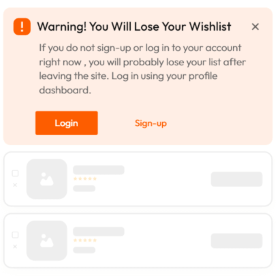 Warning! You Will Lose Your Wishlist
If you do not sign-up or log in to your account
right now , you will probably lose your list after
leaving the site. Log in using your profile
dashboard.
Login
Sign-up